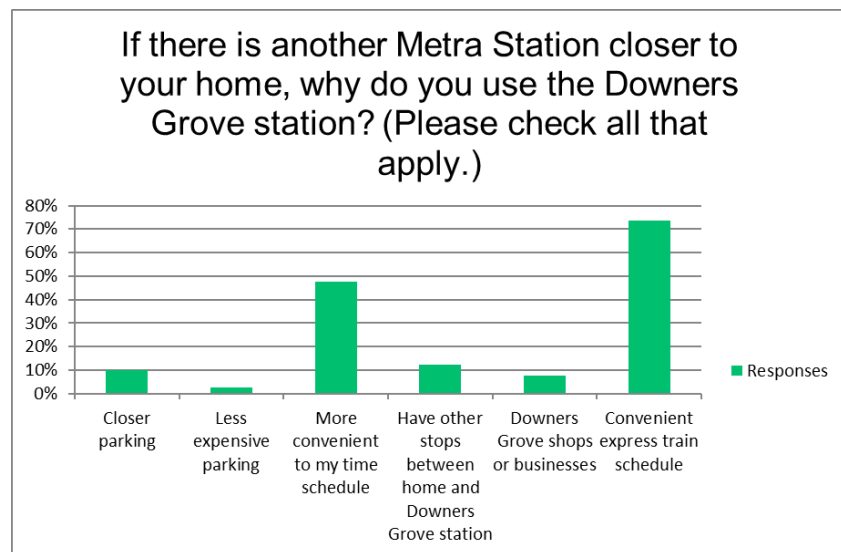 If there is another Metra Station closer to
your home, why do you use the Downers
Grove station? (Please check all that
apply.)
80%
70%
60%
50%
40%
30%
20%
10%
0%
Closer
parking
Less
expensive
parking
More
convenient
to my time
schedule
Have other
stops
between
home and
Downers
Grove station
Downers
Grove shops
or businesses
Convenient
express train
schedule
Responses